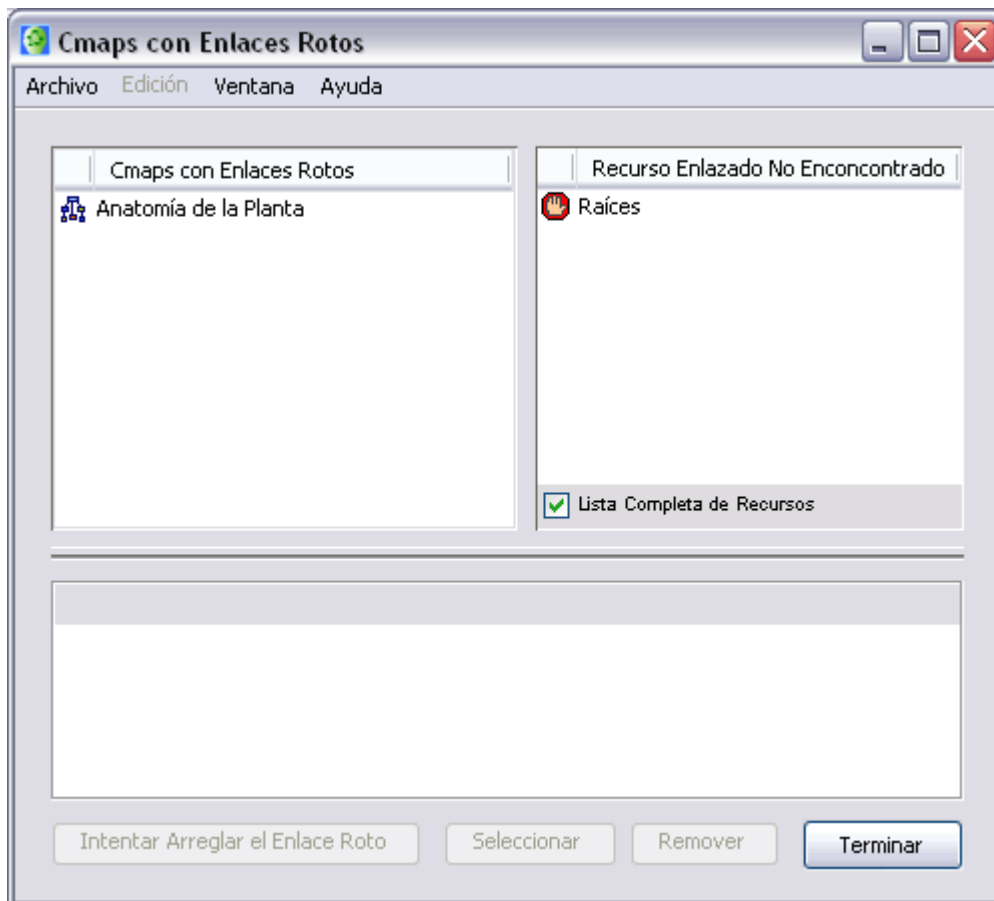 Cmaps con Enlaces Rotos
Archivo Edición Ventana Ayuda
Cmaps con Enlaces Rotos
Anatomía de la Planta
Recurso Enlazado No Enconcontrado
Raíces
Lista Completa de Recursos
Intentar Arreglar el Enlace Roto Seleccionar Remover Terminar